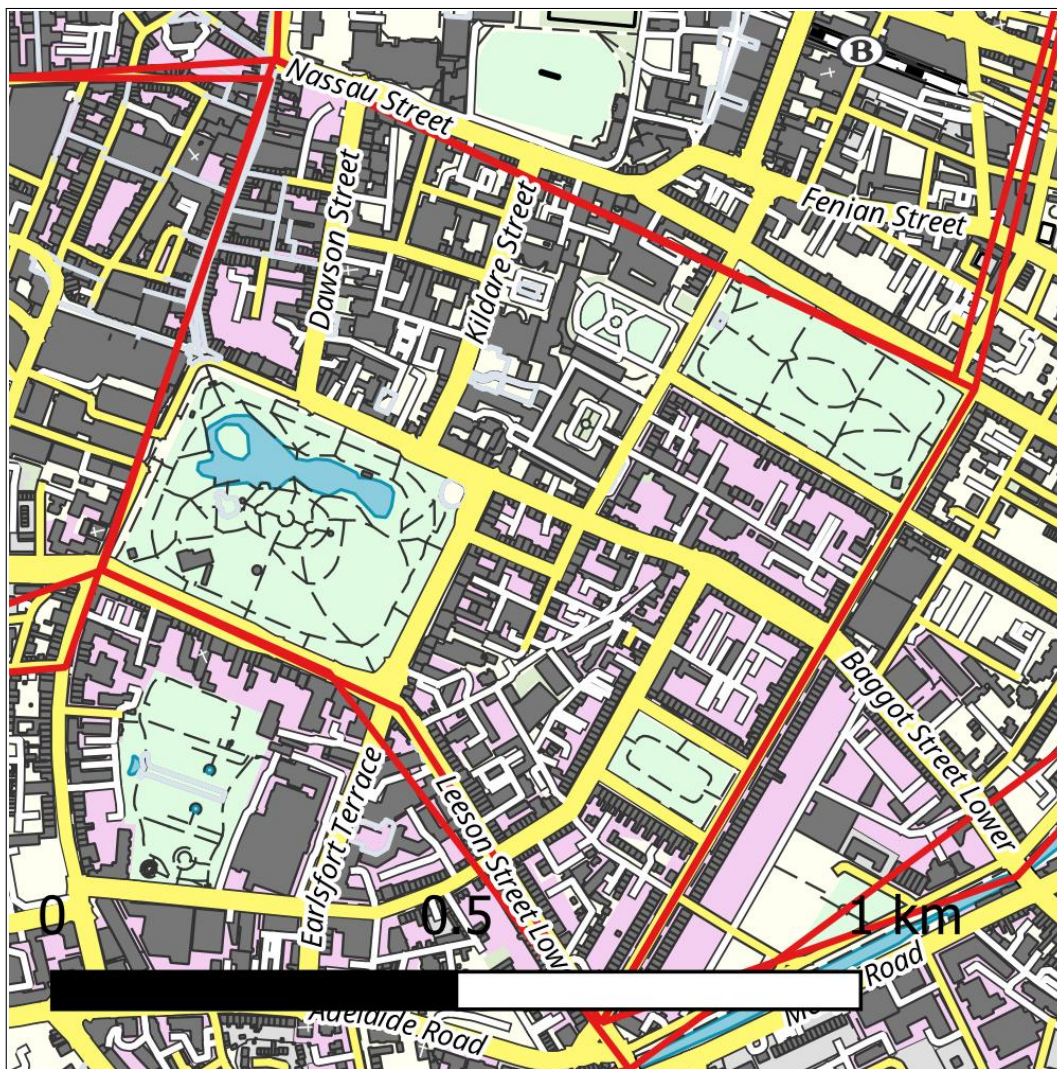 B
Nassau Street
Dawson Street
Kildare Street
Fenian Street
Baggot Street Lower
Earlsfort Terrace
Leeson Street Low
0
0.5
1 km
Road
Adelaide Road